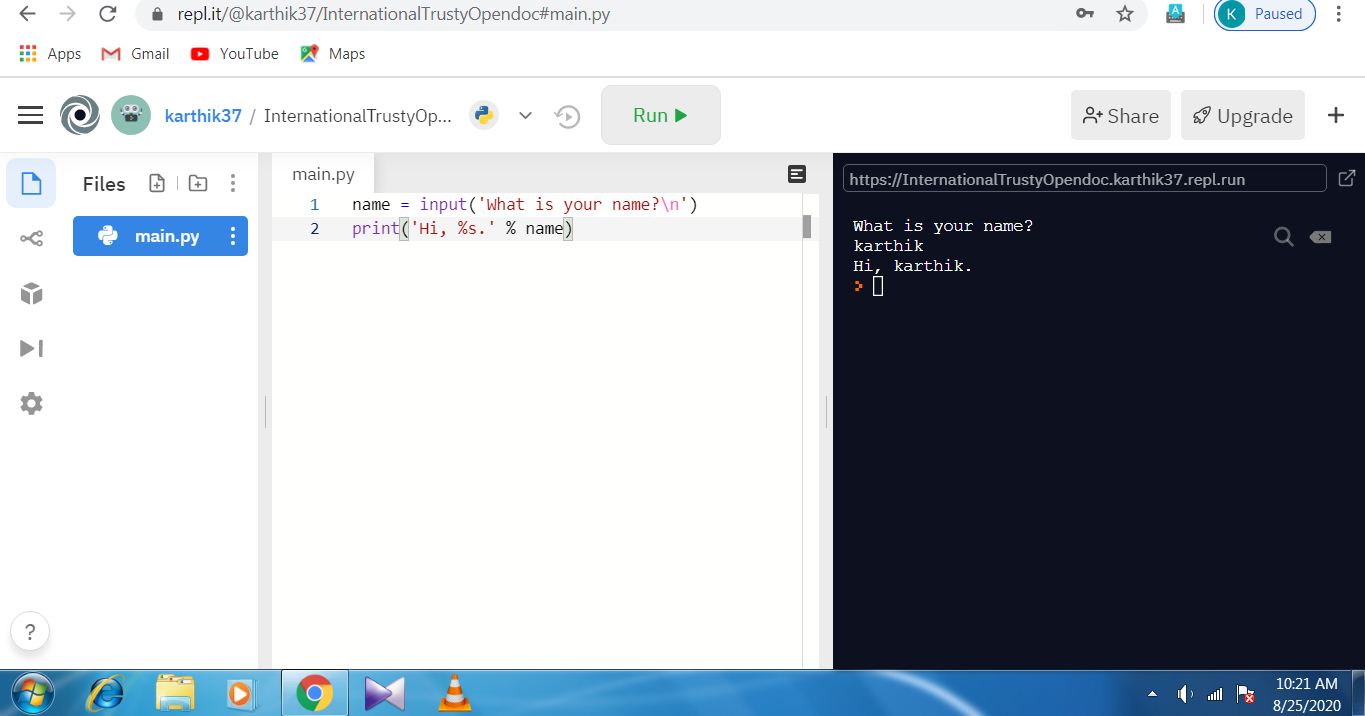 repl.it/@karthik37/InternationalTrustyOpendoc#main.py
K Paused
Apps Gmail YouTube Maps
karthik37 / InternationalTrustyOp... Run Share Upgrade +
Files
main.py
?
main.py
1 name = input('What is your name?\n')
2 print('Hi, %s.' % name)
https://InternationalTrustyOpendoc.karthik37.repl.run
What is your name?
karthik
Hi, karthik.
>
10:21 AM
8/25/2020